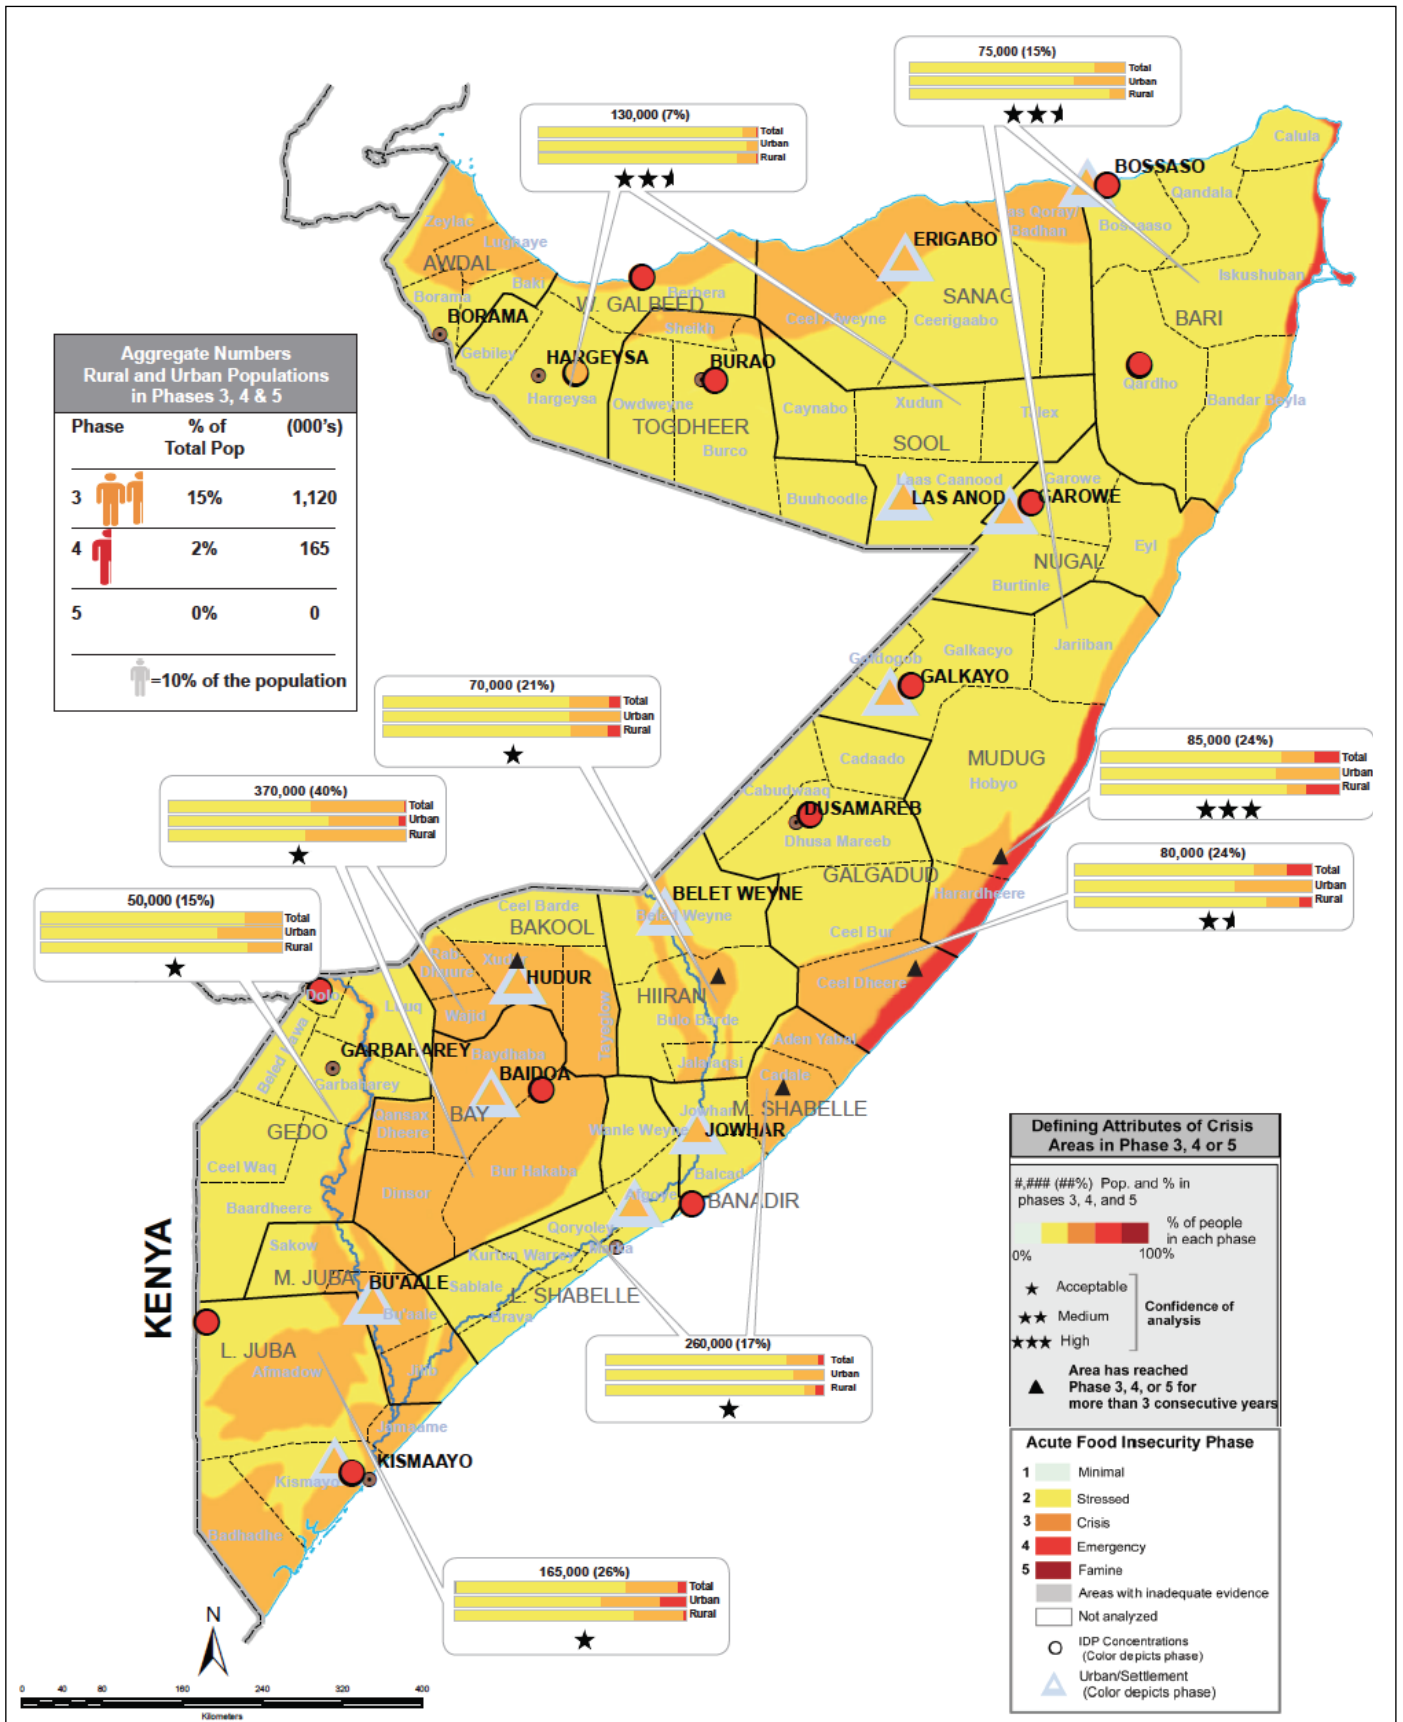 75,000 (15%)
Total
Urban
Rural
130,000 (7%)
Total
Urban
Rural
Calula
BOSSASO
Qandala
Bossaaso
Las Qoray/
Badhan
Zeylac
Lughaye
AWDAL
ERIGABO
Iskushuban
Baki
Borama
Berbera
W. GALBEED
SANAG
BORAMA
Ceel Afweyne
Ceerigaabo
BARI
Sheikh
Gebiley
HARGEYSA
BURAO
Hargeysa
Qardho
Bandar Beyla
Owdweyne
Caynabo
Xudun
Talex
TOGDHEER
SOOL
Burco
Laas Caanood
Garowe
Buuhoodle
LAS ANOD
GAROWE
Eyl
NUGAL
Burtinle
Jariiban
Galkacyo
Goldogob
GALKAYO
Aggregate Numbers
Rural and Urban Populations
in Phases 3, 4 & 5
Phase % of (000's)
Total Pop
3 15% 1,120
4 2% 165
5 0% 0
=10% of the population
70,000 (21%)
Total
Urban
Rural
85,000 (24%)
Total
Urban
Rural
Cadaado
MUDUG
Hobyo
Cabudwaaq
DUSAMAREB
Dhusa Mareeb
370,000 (40%)
Total
Urban
Rural
80,000 (24%)
Total
Urban
Rural
GALGADUD
Harardheere
50,000 (15%)
Total
Urban
Rural
BELET WEYNE
Belet Weyne
Ceel Barde
BAKOOL
Ceel Bur
Rab
Dhuure
Xudur
HUDUR
Ceel Dheere
Dolo
Luuq
Wajid
Tayeglow
HIIRAN
Bulo Barde
Aden Yabal
Beled Xawa
GARBAHAREY
Baydhaba
Jalalaqsi
Cadale
Garbaharey
BAIDOA
GEDO
Qansax
Dheere
BAY
Jowhar
M. SHABELLE
Wanle Weyne
JOWHAR
Ceel Waq
Bur Hakaba
Balcad
Dinsor
Afgoye
BANADIR
Baardheere
Qoryoley
Marka
Sakow
Kurtun Warrey
M. JUBA
BU'AALE
Sablale
L. SHABELLE
Bu'aale
Brava
KENYA
L. JUBA
Afmadow
Jilib
260,000 (17%)
Total
Urban
Rural
Jamaame
KISMAAYO
Kismayo
Badhadhe
165,000 (26%)
Total
Urban
Rural
Defining Attributes of Crisis
Areas in Phase 3, 4 or 5
#,### (##%) Pop. and % in
phases 3, 4, and 5
% of people
in each phase
0% 100%
Acceptable
Medium
High
Confidence of
analysis
Area has reached
Phase 3, 4, or 5 for
more than 3 consecutive years
Acute Food Insecurity Phase
1 Minimal
2 Stressed
3 Crisis
4 Emergency
5 Famine
Areas with inadequate evidence
Not analyzed
IDP Concentrations
(Color depicts phase)
Urban/Settlement
(Color depicts phase)
N
0 40 80 160 240 320 400
Kilometers